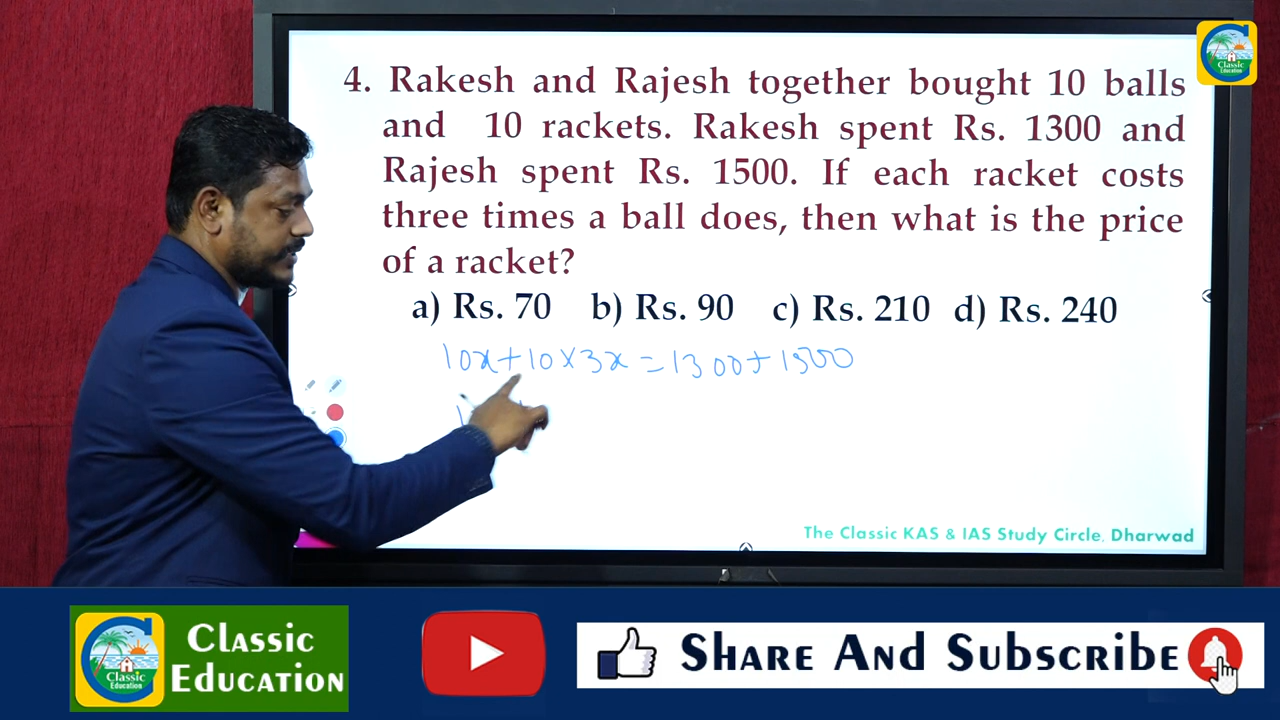 4. Rakesh and Rajesh together bought 10 balls
and 10 rackets. Rakesh spent Rs. 1300 and
Rajesh spent Rs. 1500. If each racket costs
three times a ball does, then what is the price
of a racket?
a) Rs. 70 b) Rs. 90 c) Rs. 210 d) Rs. 240
10x+10×3x=1300+1500
The Classic KAS & IAS Study Circle, Dharwad
Classic
Education
Classic
Education
Classic
Education
Share And Subscribe